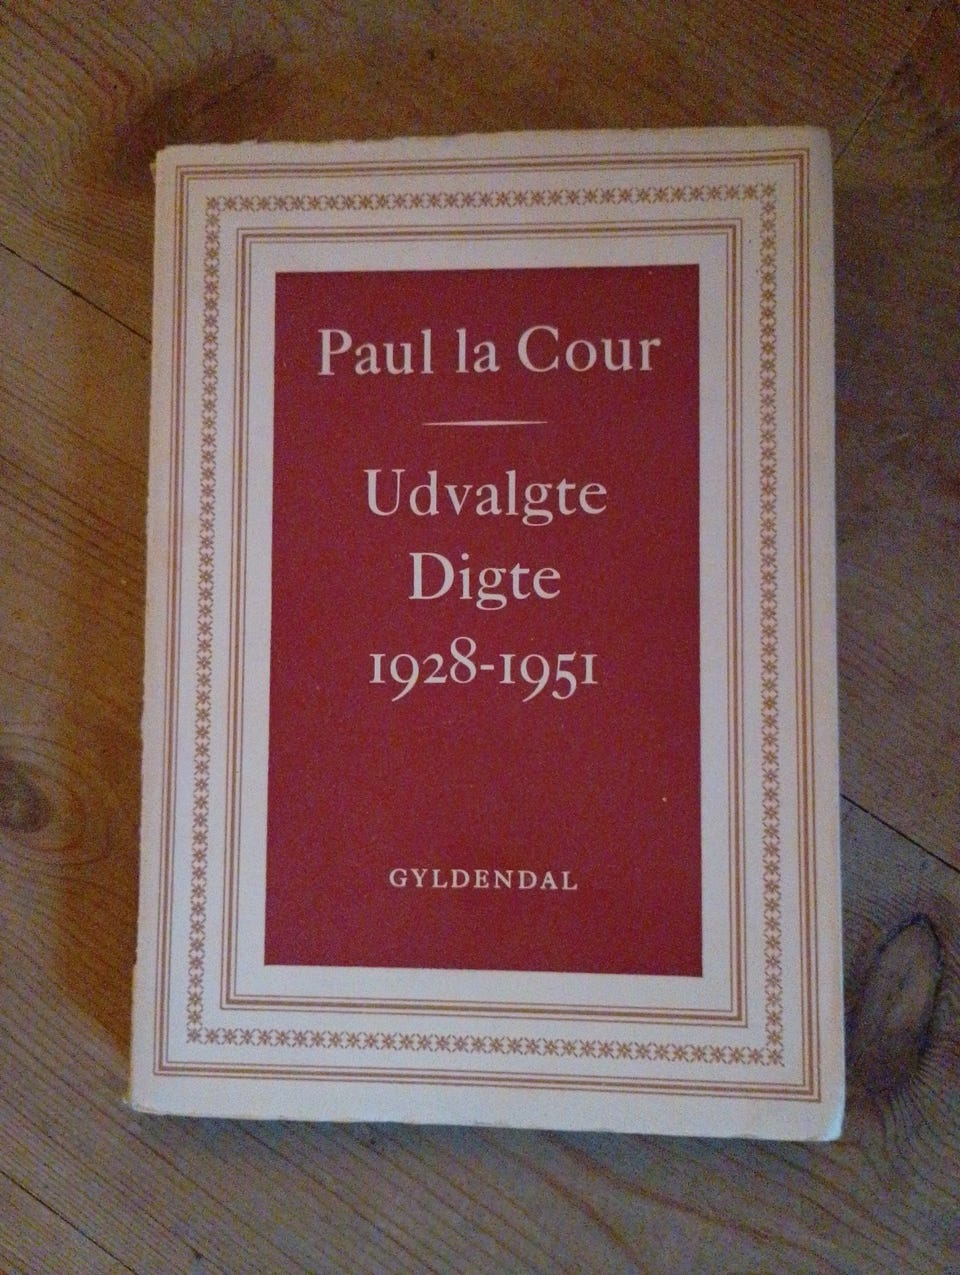 Paul la Cour
Udvalgte
Digte
1928-1951
GYLDENDAL